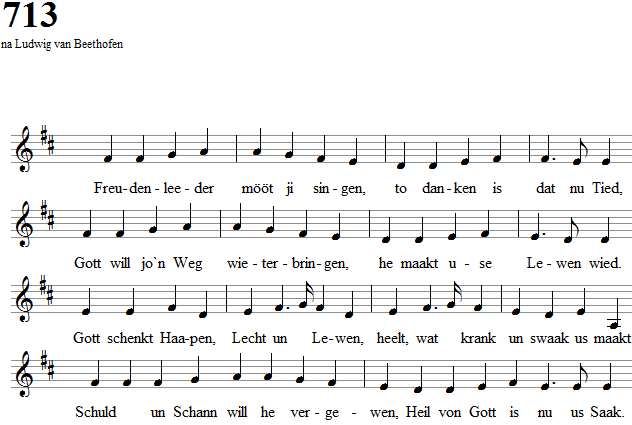 713
na Ludwig van Beethofen
Freu-den-lee-der mööt ji sin-gen, to dan-ken is dat nu Tied,
Gott will jo`n Weg wie-ter-brin-gen, he maakt u-se Le-wen wied.
Gott schenkt Haa-pen, Lecht un Le-wen, heelt, wat krank un swaak us maakt
Schuld un Schann will he ver-ge-wen, Heil von Gott is nu us Saak.